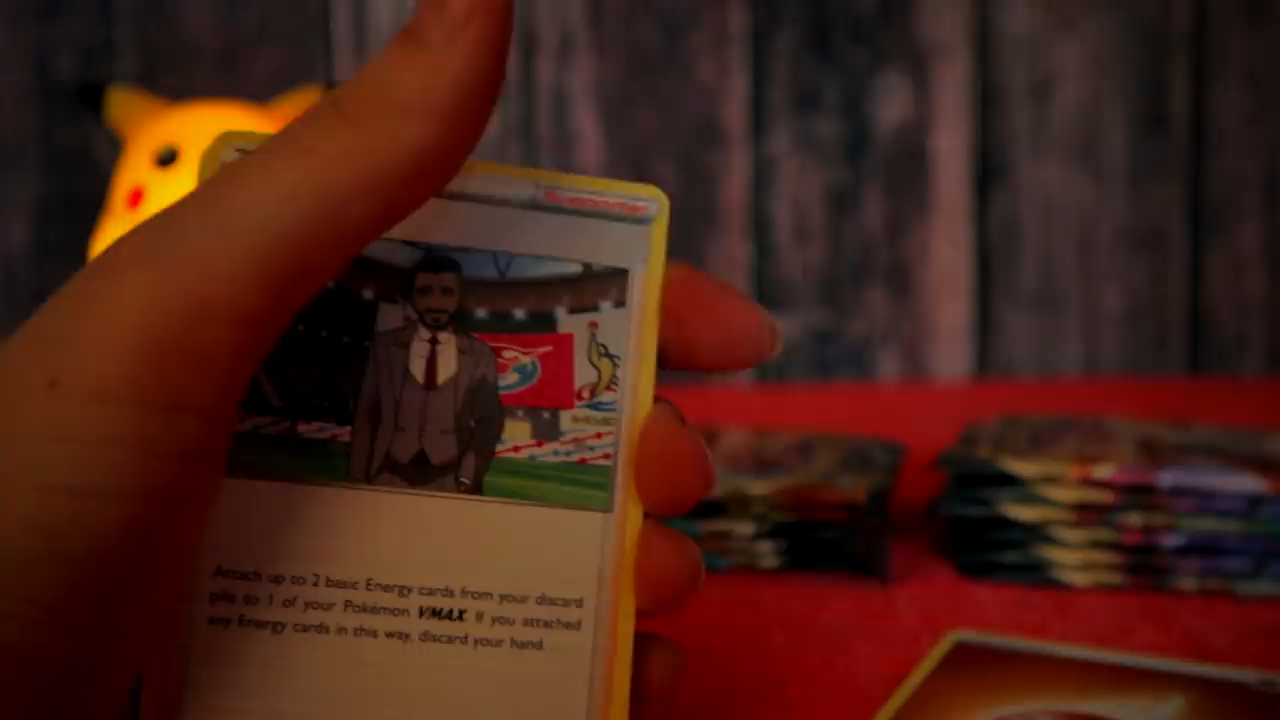 Supporter
Attach up to 2 basic Energy cards from your discard
pile to 1 of your Pokémon VMAX. If you attached
any Energy cards in this way, discard your hand.